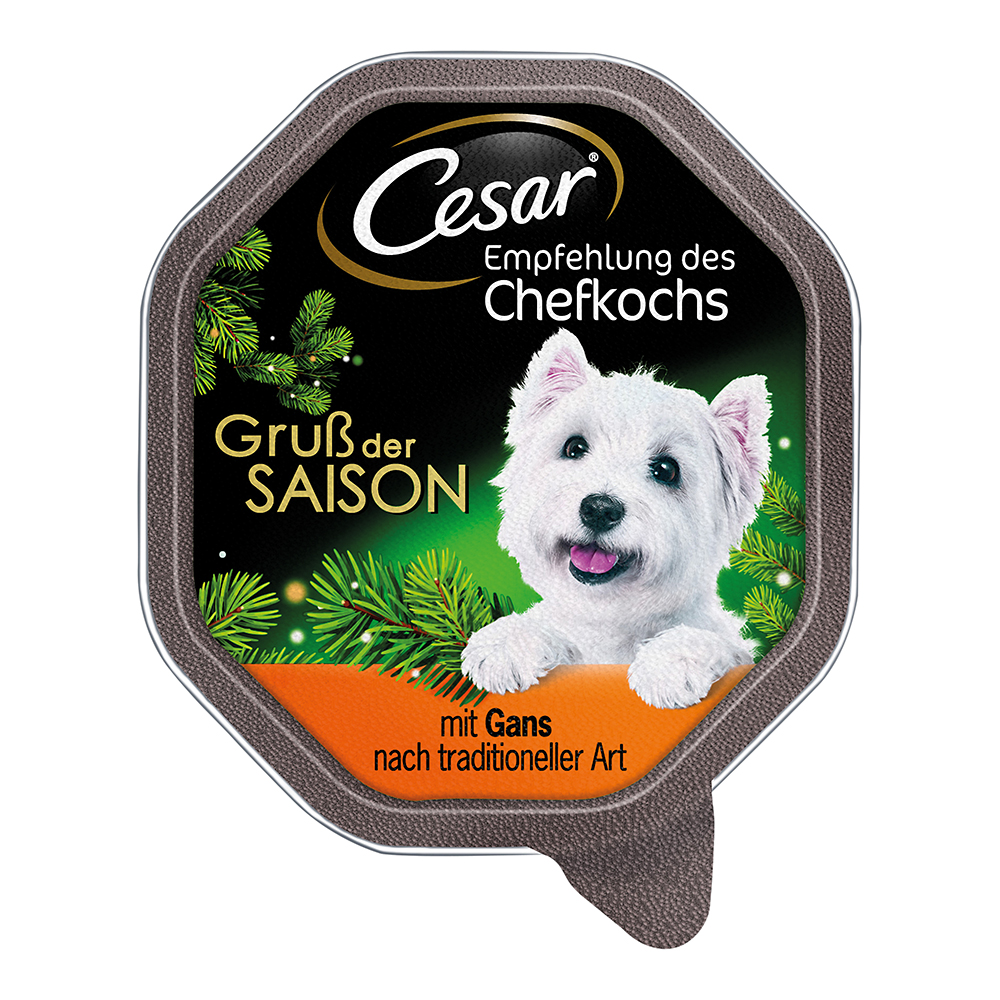 Cesar®
Empfehlung des
Chefkochs
Gruß der
SAISON
mit Gans
nach traditioneller Art